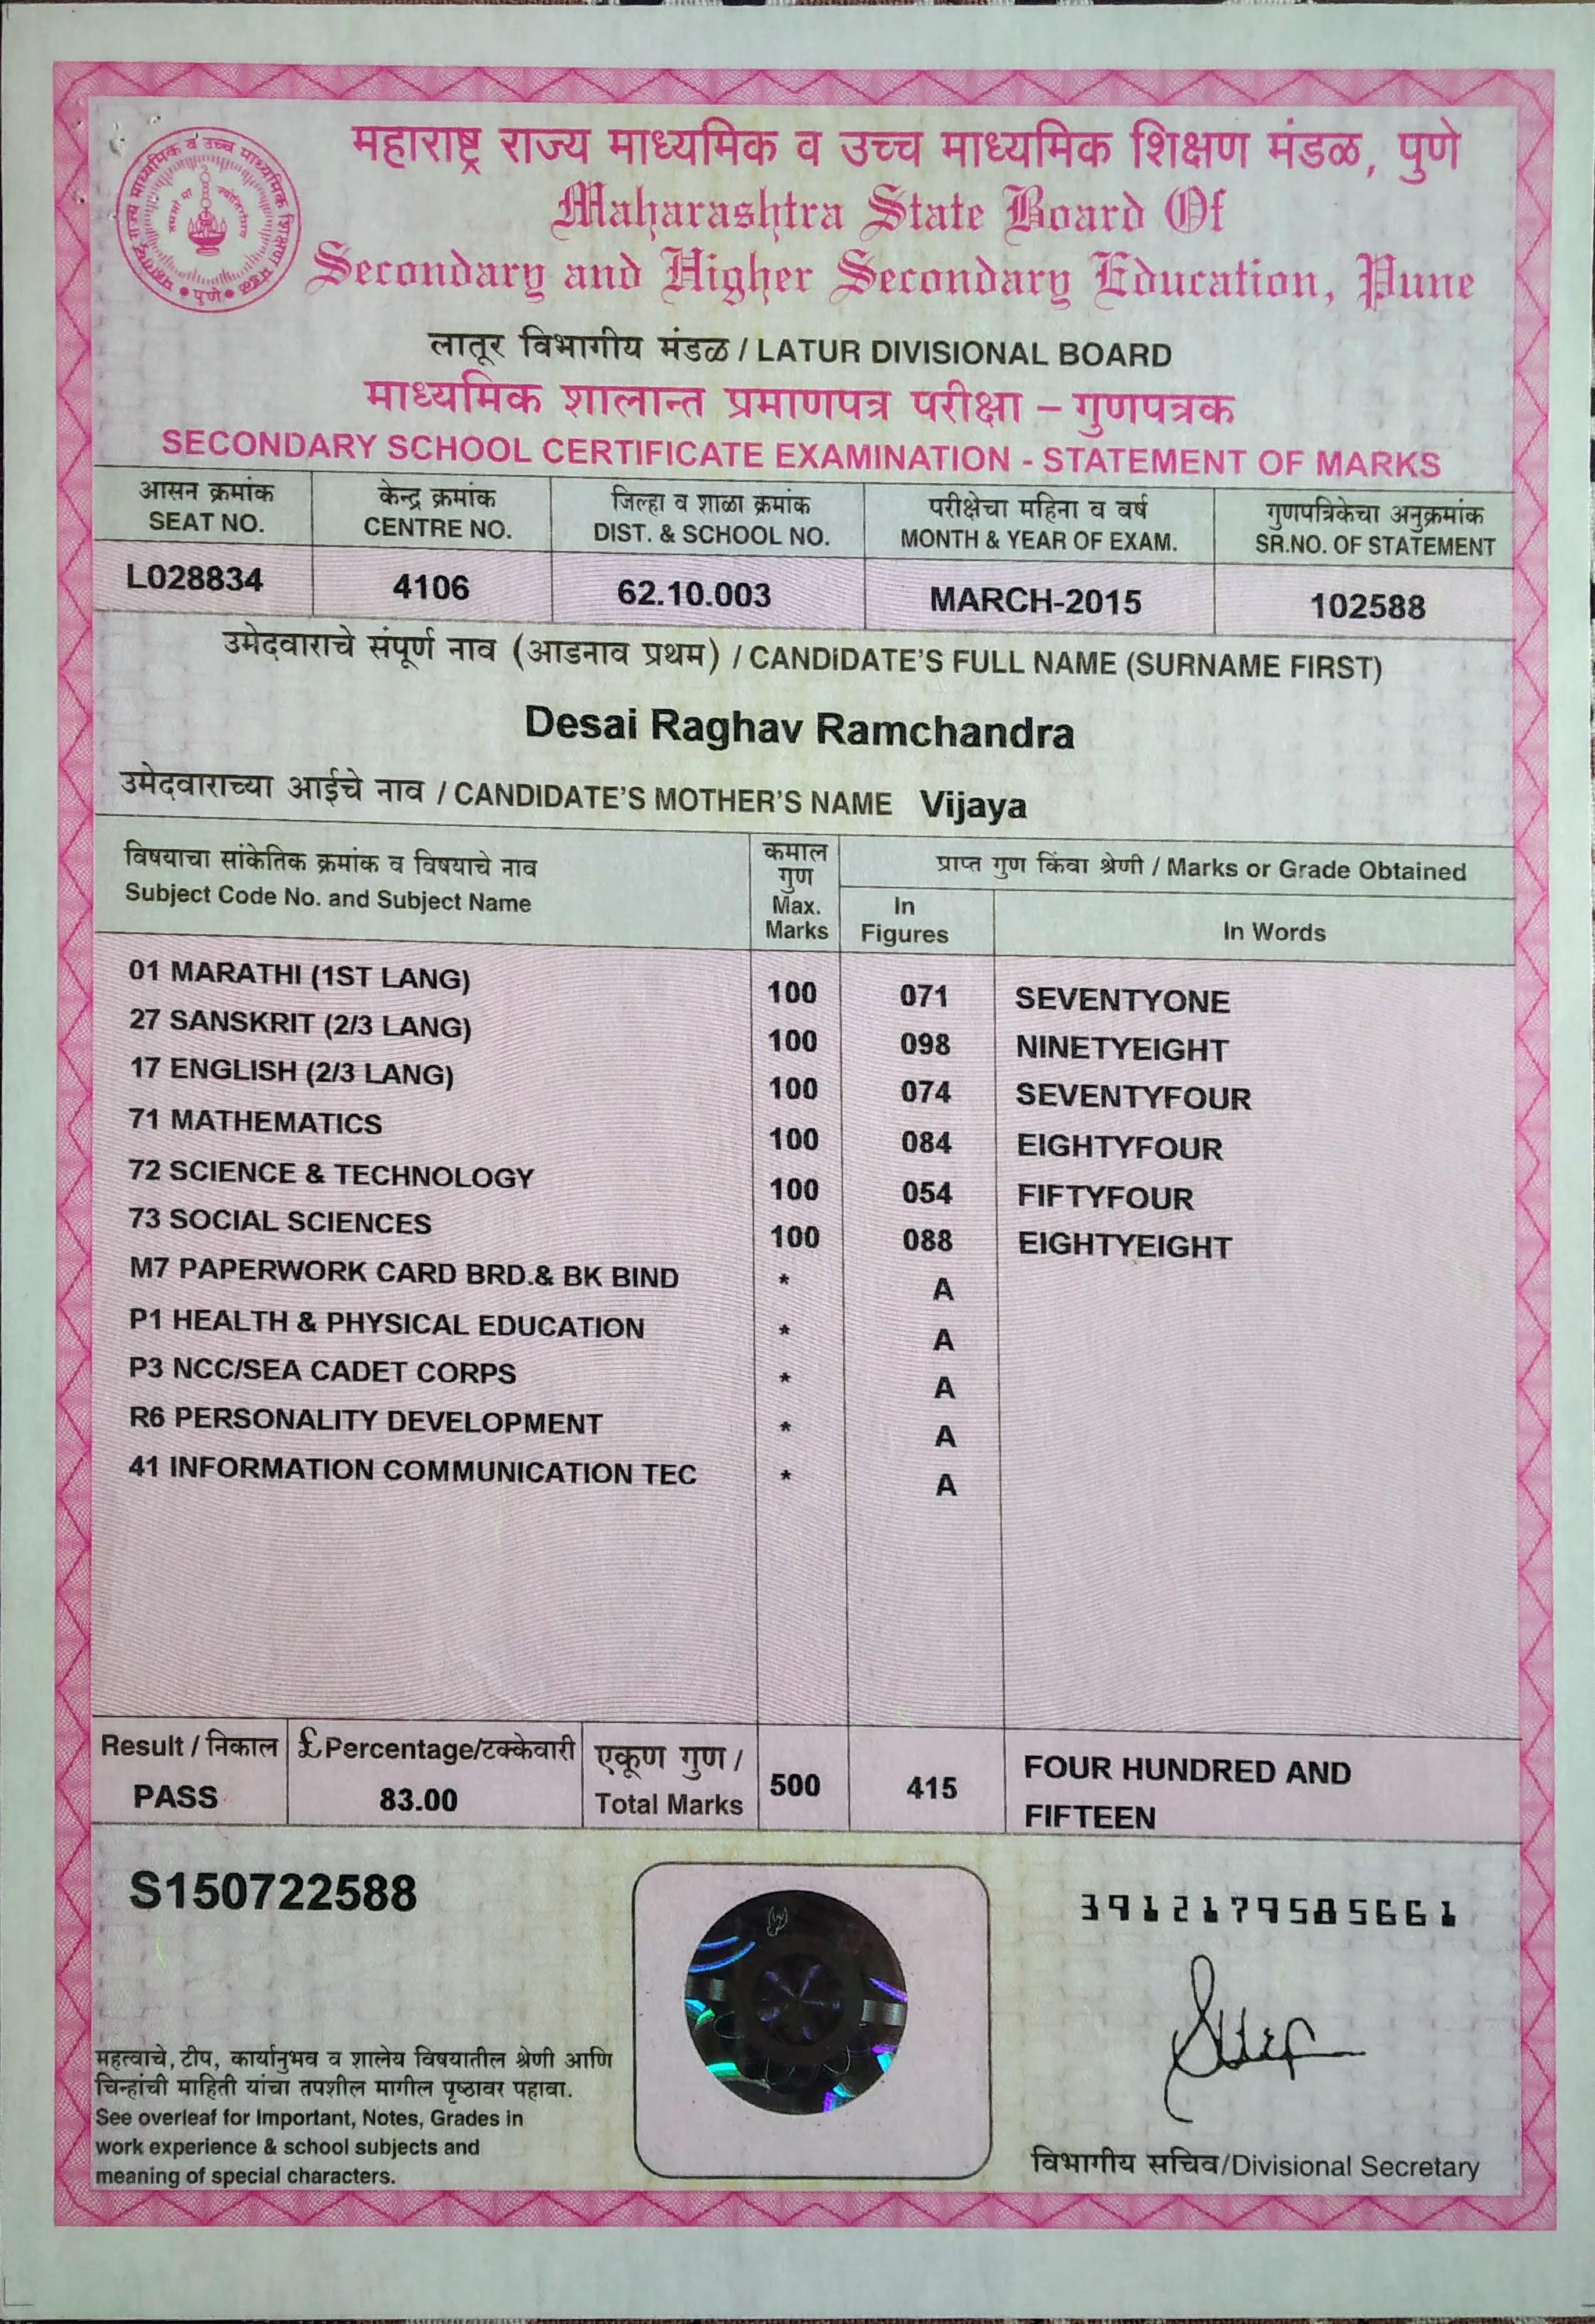 महाराष्ट्र राज्य माध्यमिक व उच्च माध्यमिक शिक्षण मंडळ, पुणे
Maharashtra State Board Of
Secondary and Higher Secondary Education, Pune
महाराष्ट्र राज्य माध्यमिक व उच्च माध्यमिक शिक्षण मंडळ
पुणे
लातूर विभागीय मंडळ / LATUR DIVISIONAL BOARD
माध्यमिक शालान्त प्रमाणपत्र परीक्षा – गुणपत्रक
SECONDARY SCHOOL CERTIFICATE EXAMINATION - STATEMENT OF MARKS
आसन क्रमांक केन्द्र क्रमांक जिल्हा व शाळा क्रमांक परीक्षेचा महिना व वर्ष गुणपत्रिकेचा अनुक्रमांक
SEAT NO. CENTRE NO. DIST. & SCHOOL NO. MONTH & YEAR OF EXAM. SR.NO. OF STATEMENT
L028834 4106 62.10.003 MARCH-2015 102588
उमेदवाराचे संपूर्ण नाव (आडनाव प्रथम) / CANDIDATE'S FULL NAME (SURNAME FIRST)
Desai Raghav Ramchandra
उमेदवाराच्या आईचे नाव / CANDIDATE'S MOTHER'S NAME Vijaya
विषयाचा सांकेतिक क्रमांक व विषयाचे नाव
Subject Code No. and Subject Name
कमाल
गुण
Max.
Marks
प्राप्त गुण किंवा श्रेणी / Marks or Grade Obtained
In
Figures
In Words
01 MARATHI (1ST LANG) 100 071 SEVENTYONE
27 SANSKRIT (2/3 LANG) 100 098 NINETYEIGHT
17 ENGLISH (2/3 LANG) 100 074 SEVENTYFOUR
71 MATHEMATICS 100 084 EIGHTYFOUR
72 SCIENCE & TECHNOLOGY 100 054 FIFTYFOUR
73 SOCIAL SCIENCES 100 088 EIGHTYEIGHT
M7 PAPERWORK CARD BRD.& BK BIND * A
P1 HEALTH & PHYSICAL EDUCATION * A
P3 NCC/SEA CADET CORPS * A
R6 PERSONALITY DEVELOPMENT * A
41 INFORMATION COMMUNICATION TEC * A
Result / निकाल £Percentage/टक्केवारी एकूण गुण /
PASS 83.00 Total Marks 500 415 FOUR HUNDRED AND
FIFTEEN
S150722588
3912179585661
महत्वाचे, टीप, कार्यानुभव व शालेय विषयातील श्रेणी आणि
चिन्हांची माहिती यांचा तपशील मागील पृष्ठावर पहावा.
See overleaf for Important, Notes, Grades in
work experience & school subjects and
meaning of special characters.
विभागीय सचिव/Divisional Secretary